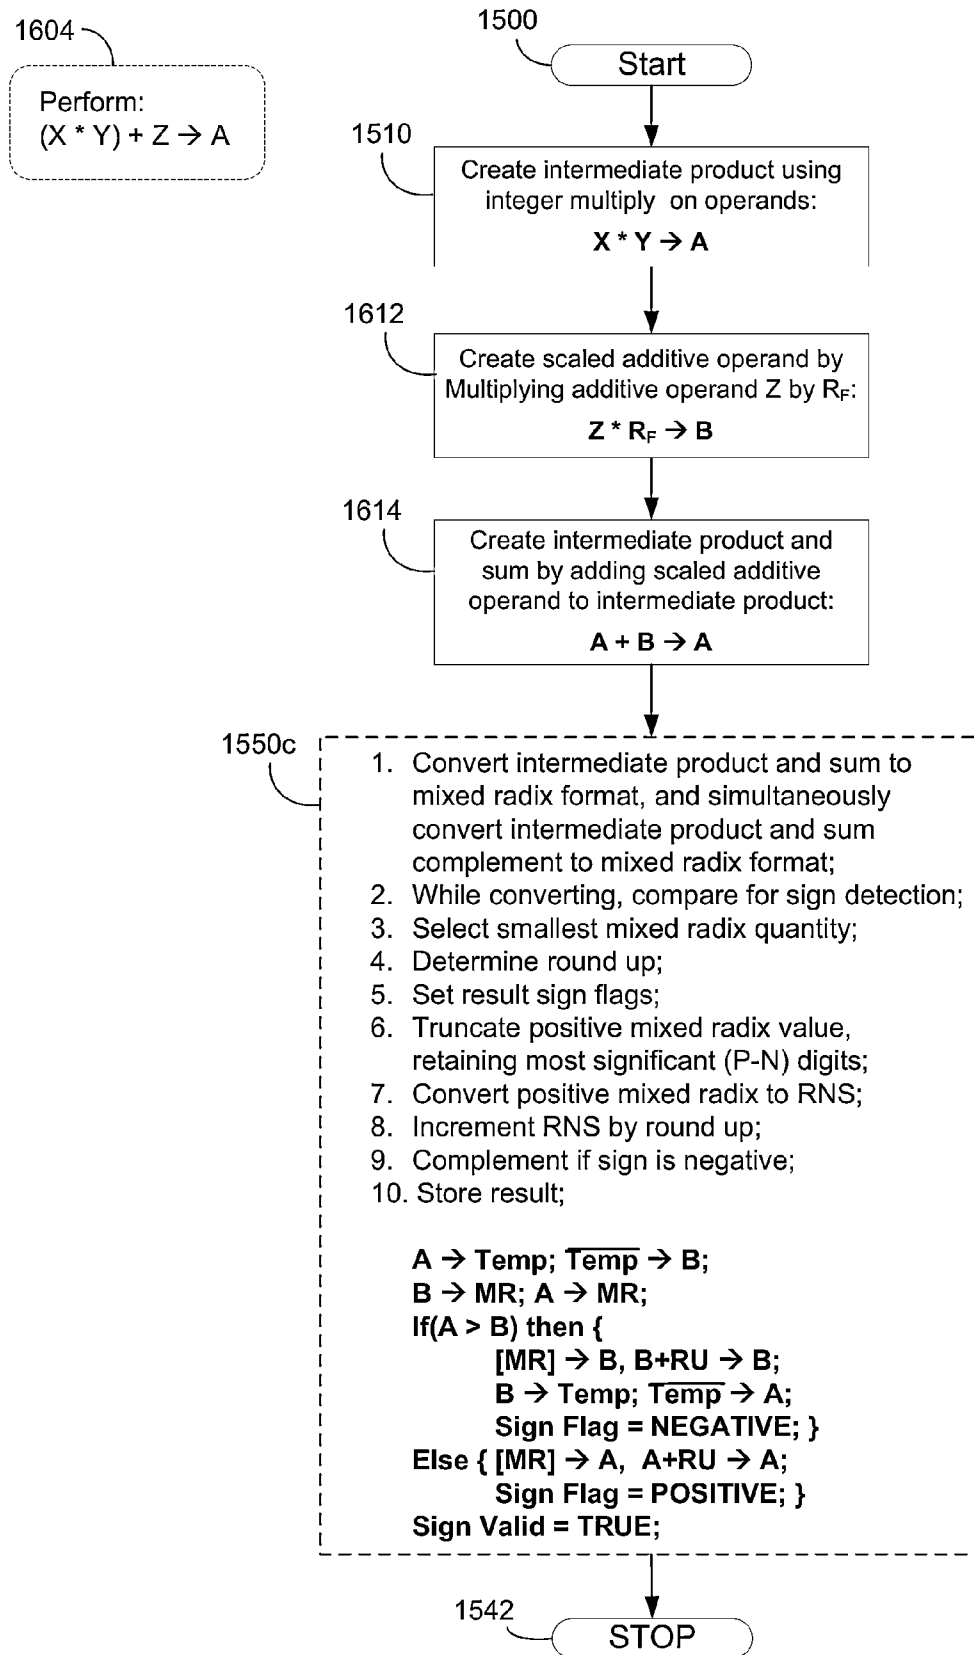 1604
Perform:
(X * Y) + Z → A
1500
Start
1510
Create intermediate product using
integer multiply on operands:
X * Y → A
1612
Create scaled additive operand by
Multiplying additive operand Z by RF:
Z * RF → B
1614
Create intermediate product and
sum by adding scaled additive
operand to intermediate product:
A + B → A
1550c
1. Convert intermediate product and sum to
mixed radix format, and simultaneously
convert intermediate product and sum
complement to mixed radix format;
2. While converting, compare for sign detection;
3. Select smallest mixed radix quantity;
4. Determine round up;
5. Set result sign flags;
6. Truncate positive mixed radix value,
retaining most significant (P-N) digits;
7. Convert positive mixed radix to RNS;
8. Increment RNS by round up;
9. Complement if sign is negative;
10. Store result;
A → Temp; T̅e̅m̅p̅ → B;
B → MR; A → MR;
If(A > B) then {
[MR] → B, B+RU → B;
B → Temp; T̅e̅m̅p̅ → A;
Sign Flag = NEGATIVE; }
Else { [MR] → A, A+RU → A;
Sign Flag = POSITIVE; }
Sign Valid = TRUE;
1542
STOP